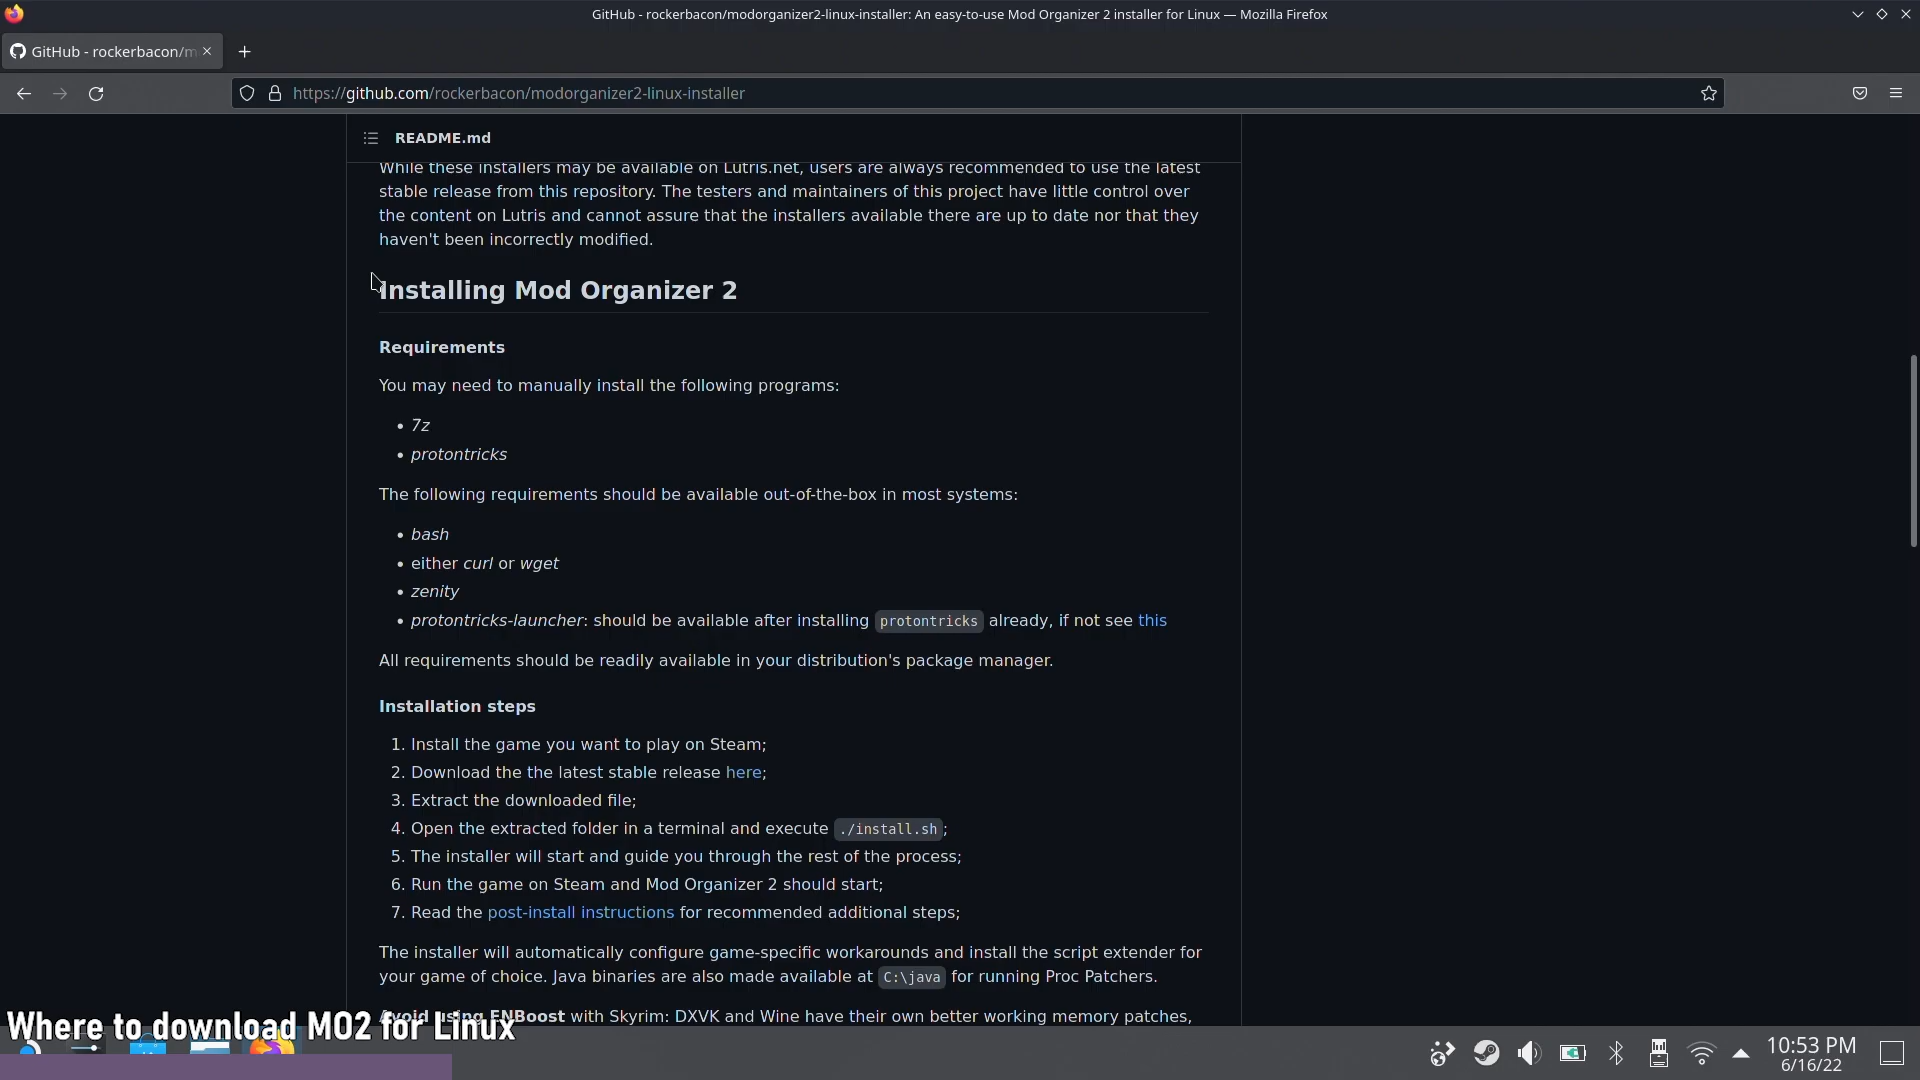 GitHub - rockerbacon/modorganizer2-linux-installer: An easy-to-use Mod Organizer 2 installer for Linux — Mozilla Firefox
GitHub - rockerbacon/m
https://github.com/rockerbacon/modorganizer2-linux-installer
README.md
While these installers may be available on Lutris.net, users are always recommended to use the latest
stable release from this repository. The testers and maintainers of this project have little control over
the content on Lutris and cannot assure that the installers available there are up to date nor that they
haven't been incorrectly modified.
Installing Mod Organizer 2
Requirements
You may need to manually install the following programs:
• 7z
• protontricks
The following requirements should be available out-of-the-box in most systems:
• bash
• either curl or wget
• zenity
• protontricks-launcher: should be available after installing protontricks already, if not see this
All requirements should be readily available in your distribution's package manager.
Installation steps
1. Install the game you want to play on Steam;
2. Download the the latest stable release here;
3. Extract the downloaded file;
4. Open the extracted folder in a terminal and execute ./install.sh;
5. The installer will start and guide you through the rest of the process;
6. Run the game on Steam and Mod Organizer 2 should start;
7. Read the post-install instructions for recommended additional steps;
The installer will automatically configure game-specific workarounds and install the script extender for
your game of choice. Java binaries are also made available at C:\java for running Proc Patchers.
Avoid using ENBoost with Skyrim: DXVK and Wine have their own better working memory patches,
Where to download MO2 for Linux
10:53 PM
6/16/22